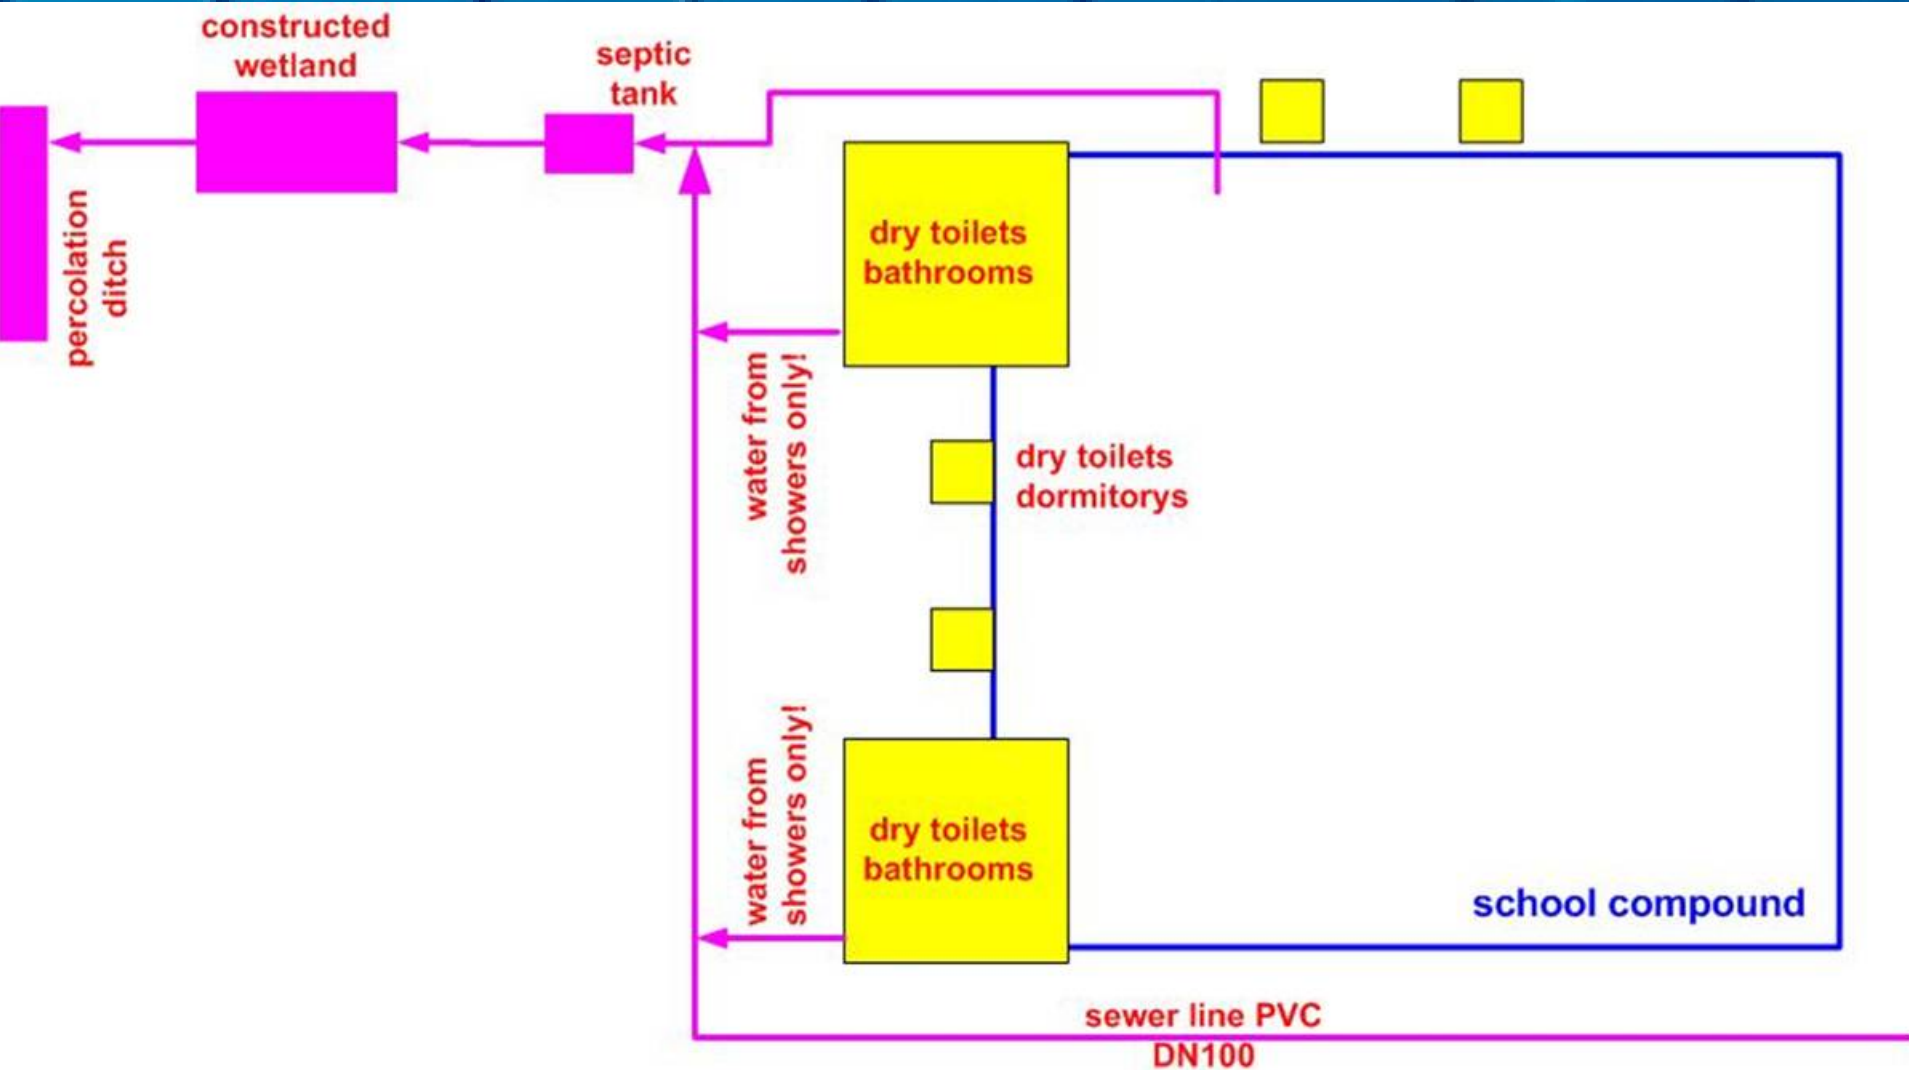 constructed
wetland
septic
tank
percolation
ditch
dry toilets
bathrooms
water from
showers only!
dry toilets
dormitorys
water from
showers only!
dry toilets
bathrooms
school compound
sewer line PVC
DN100